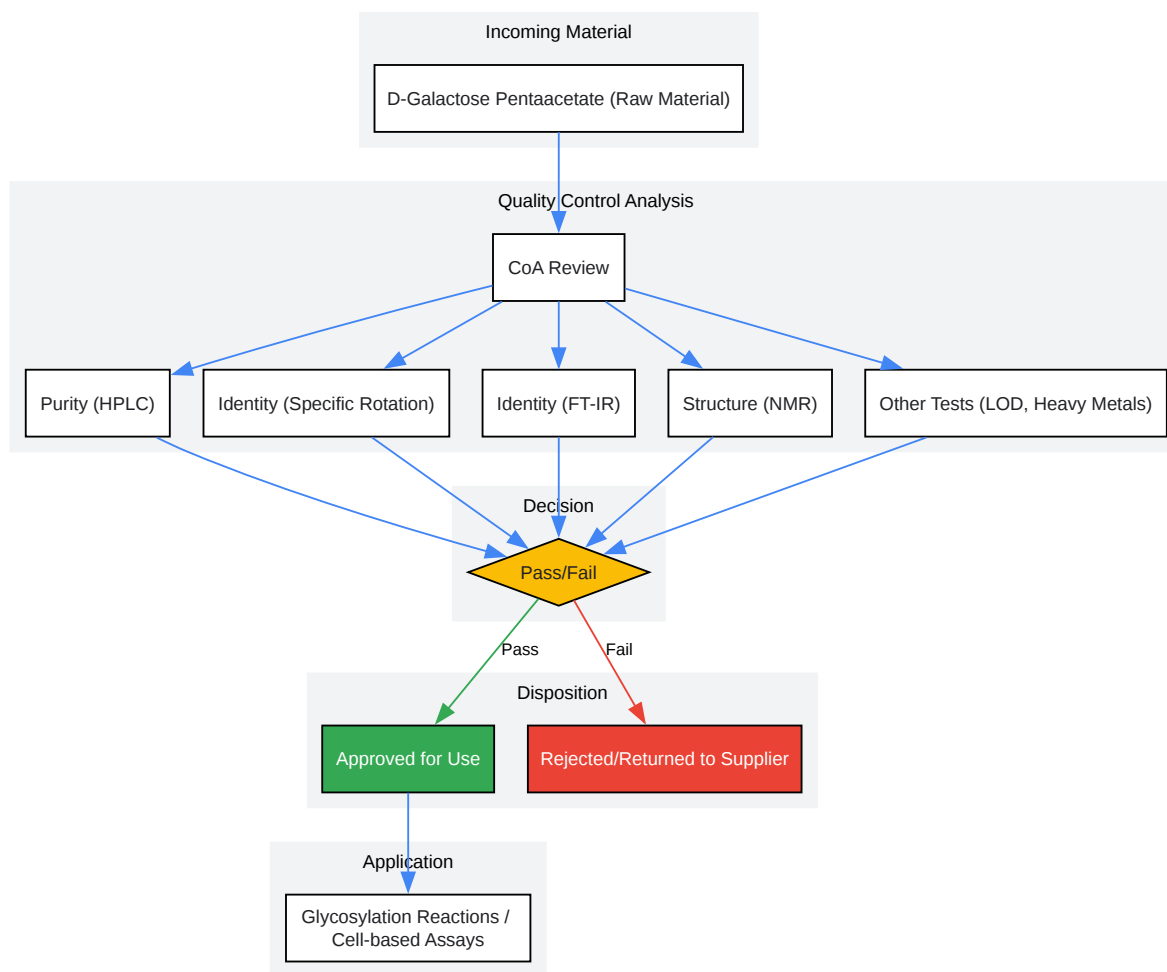 Incoming Material
D-Galactose Pentaacetate (Raw Material)
Quality Control Analysis
CoA Review
Purity (HPLC)
Identity (Specific Rotation)
Identity (FT-IR)
Structure (NMR)
Other Tests (LOD, Heavy Metals)
Decision
Pass/Fail
Pass
Fail
Disposition
Approved for Use
Rejected/Returned to Supplier
Application
Glycosylation Reactions /
Cell-based Assays